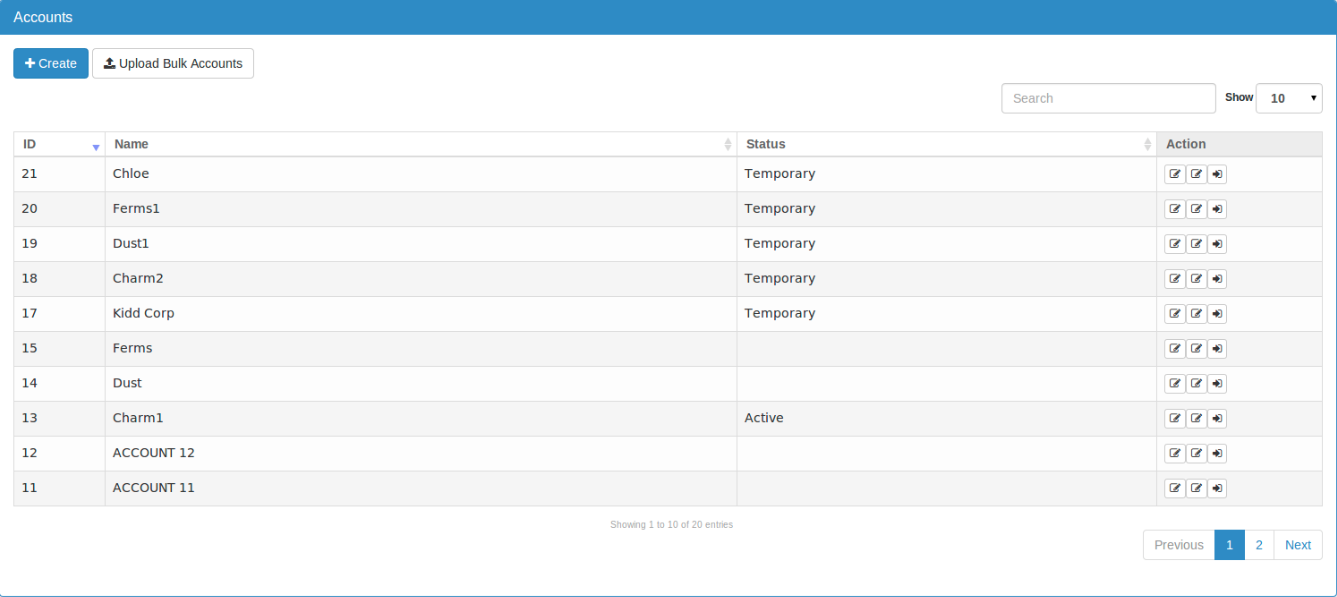 Accounts
Create
Upload Bulk Accounts
Search Show 10
ID Name Status Action
21 Chloe Temporary
20 Ferms1 Temporary
19 Dust1 Temporary
18 Charm2 Temporary
17 Kidd Corp Temporary
15 Ferms
14 Dust
13 Charm1 Active
12 ACCOUNT 12
11 ACCOUNT 11
Showing 1 to 10 of 20 entries
Previous 1 2 Next